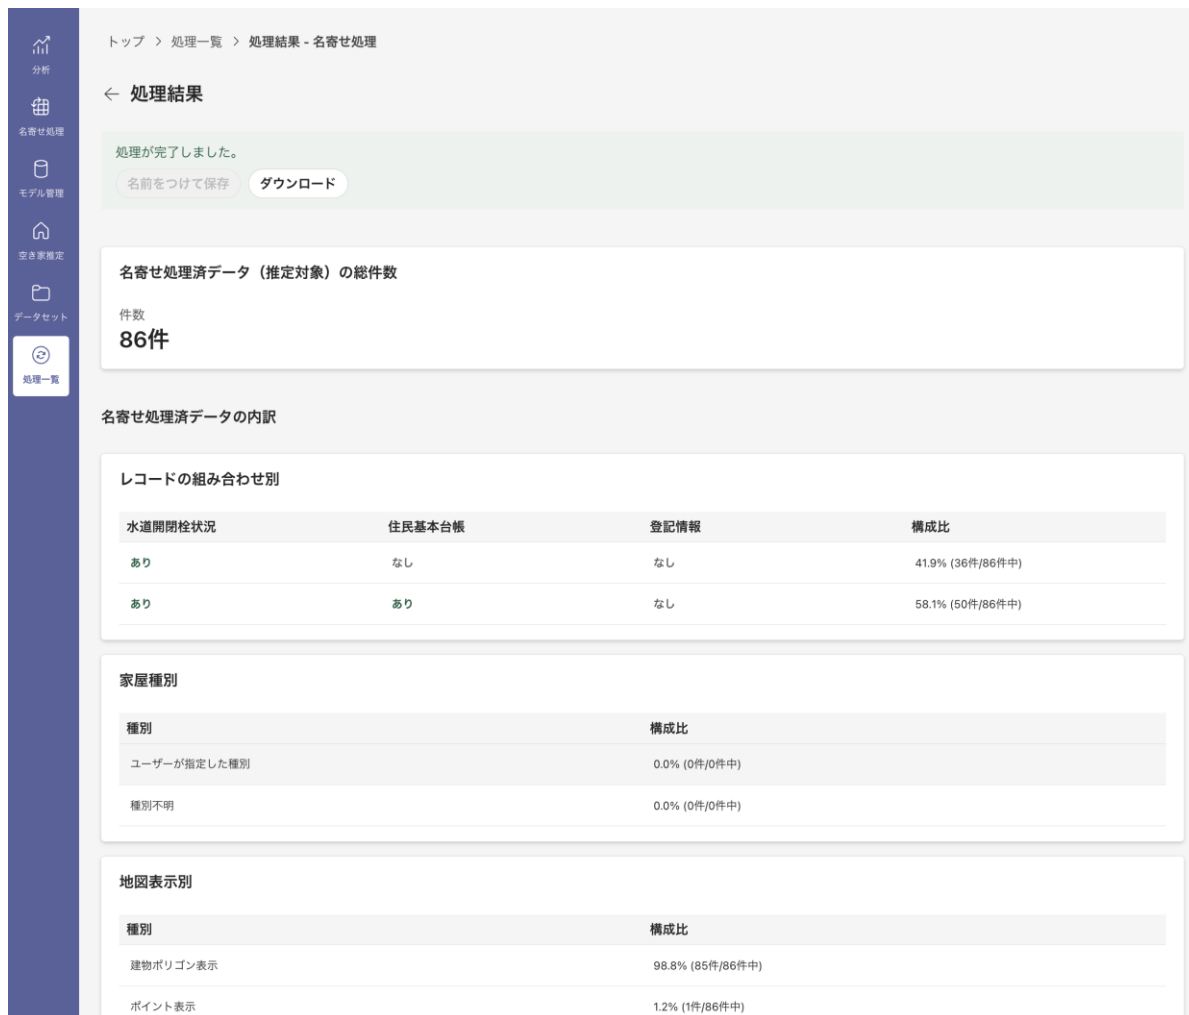 分析
名寄せ処理
モデル管理
空き家推定
データセット
処理一覧
トップ > 処理一覧 > 処理結果 - 名寄せ処理
← 処理結果
処理が完了しました。
名前をつけて保存 ダウンロード
名寄せ処理済データ（推定対象）の総件数
件数
86件
名寄せ処理済データの内訳
レコードの組み合わせ別
水道開閉栓状況 住民基本台帳 登記情報 構成比
あり なし なし 41.9% (36件/86件中)
あり あり なし 58.1% (50件/86件中)
家屋種別
種別 構成比
ユーザーが指定した種別 0.0% (0件/0件中)
種別不明 0.0% (0件/0件中)
地図表示別
種別 構成比
建物ポリゴン表示 98.8% (85件/86件中)
ポイント表示 1.2% (1件/86件中)